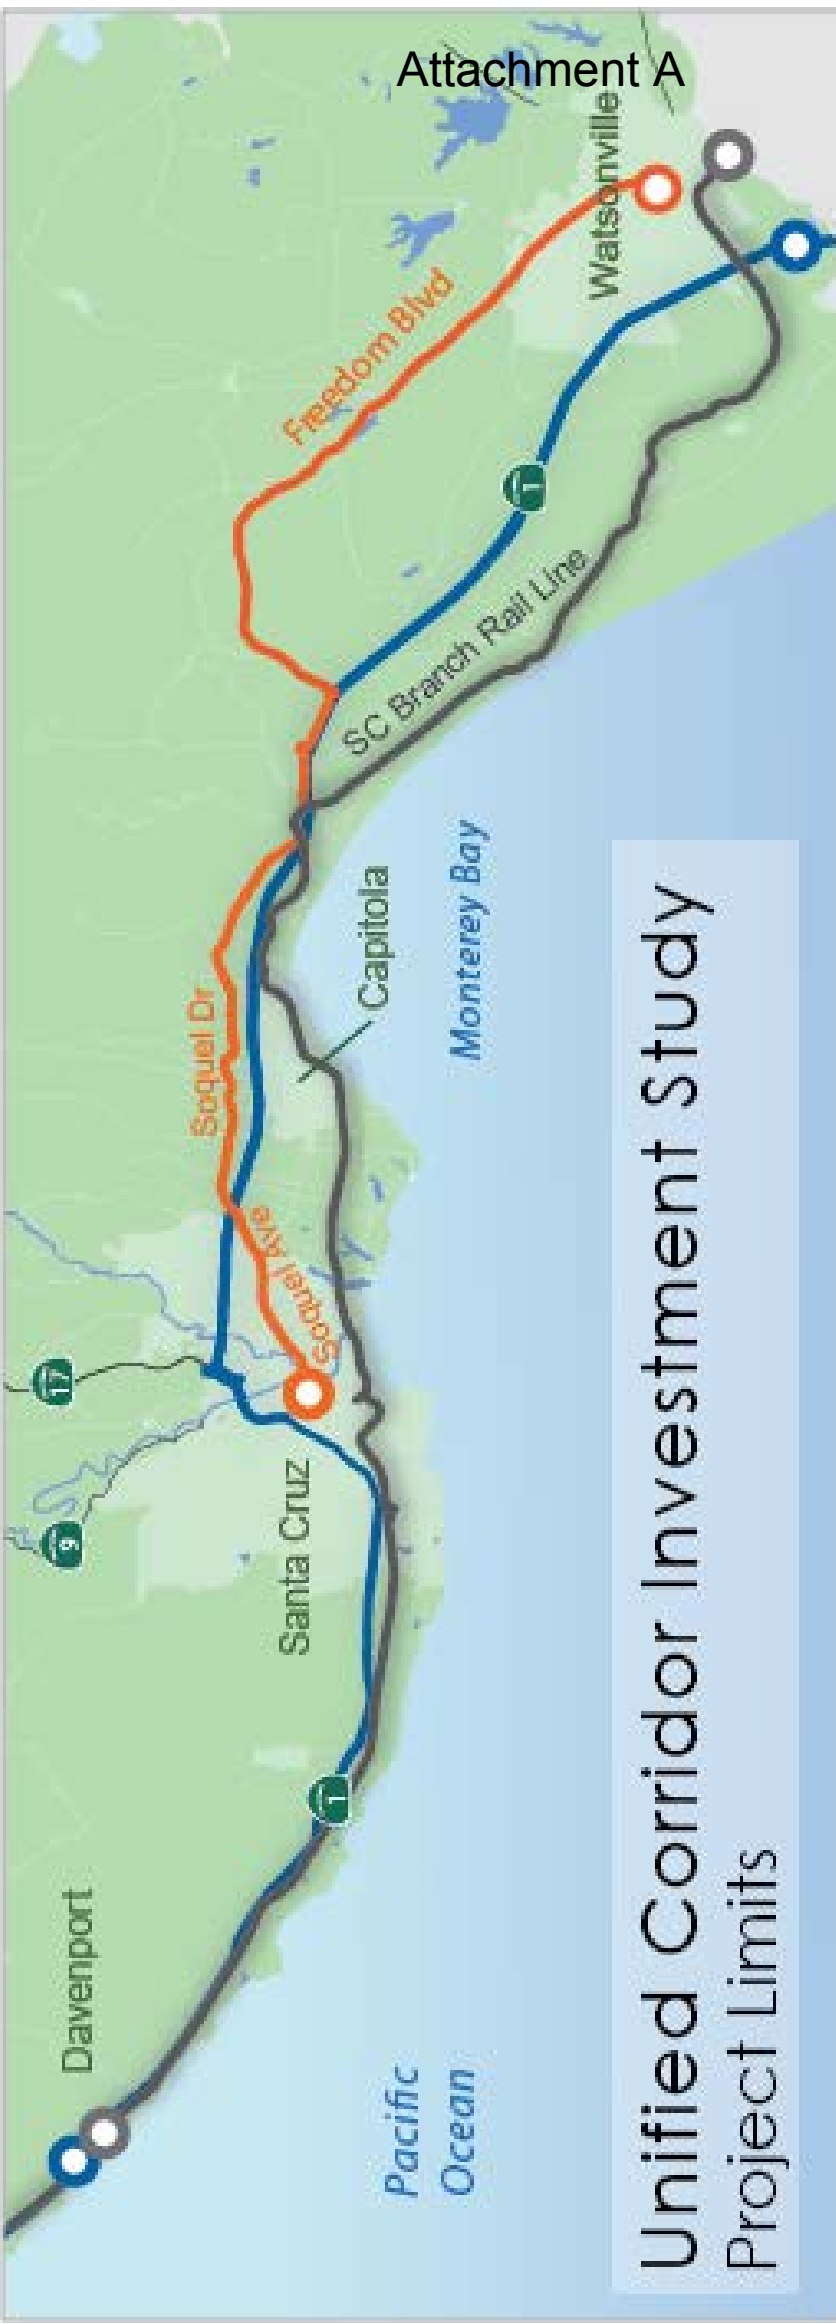 Attachment A
Davenport
Santa Cruz
Capitola
Watsonville
Soquel Ave
Soquel Dr
Freedom Blvd
SC Branch Rail Line
1
9
17
1
Pacific
Ocean
Monterey Bay
Unified Corridor Investment Study
Project Limits